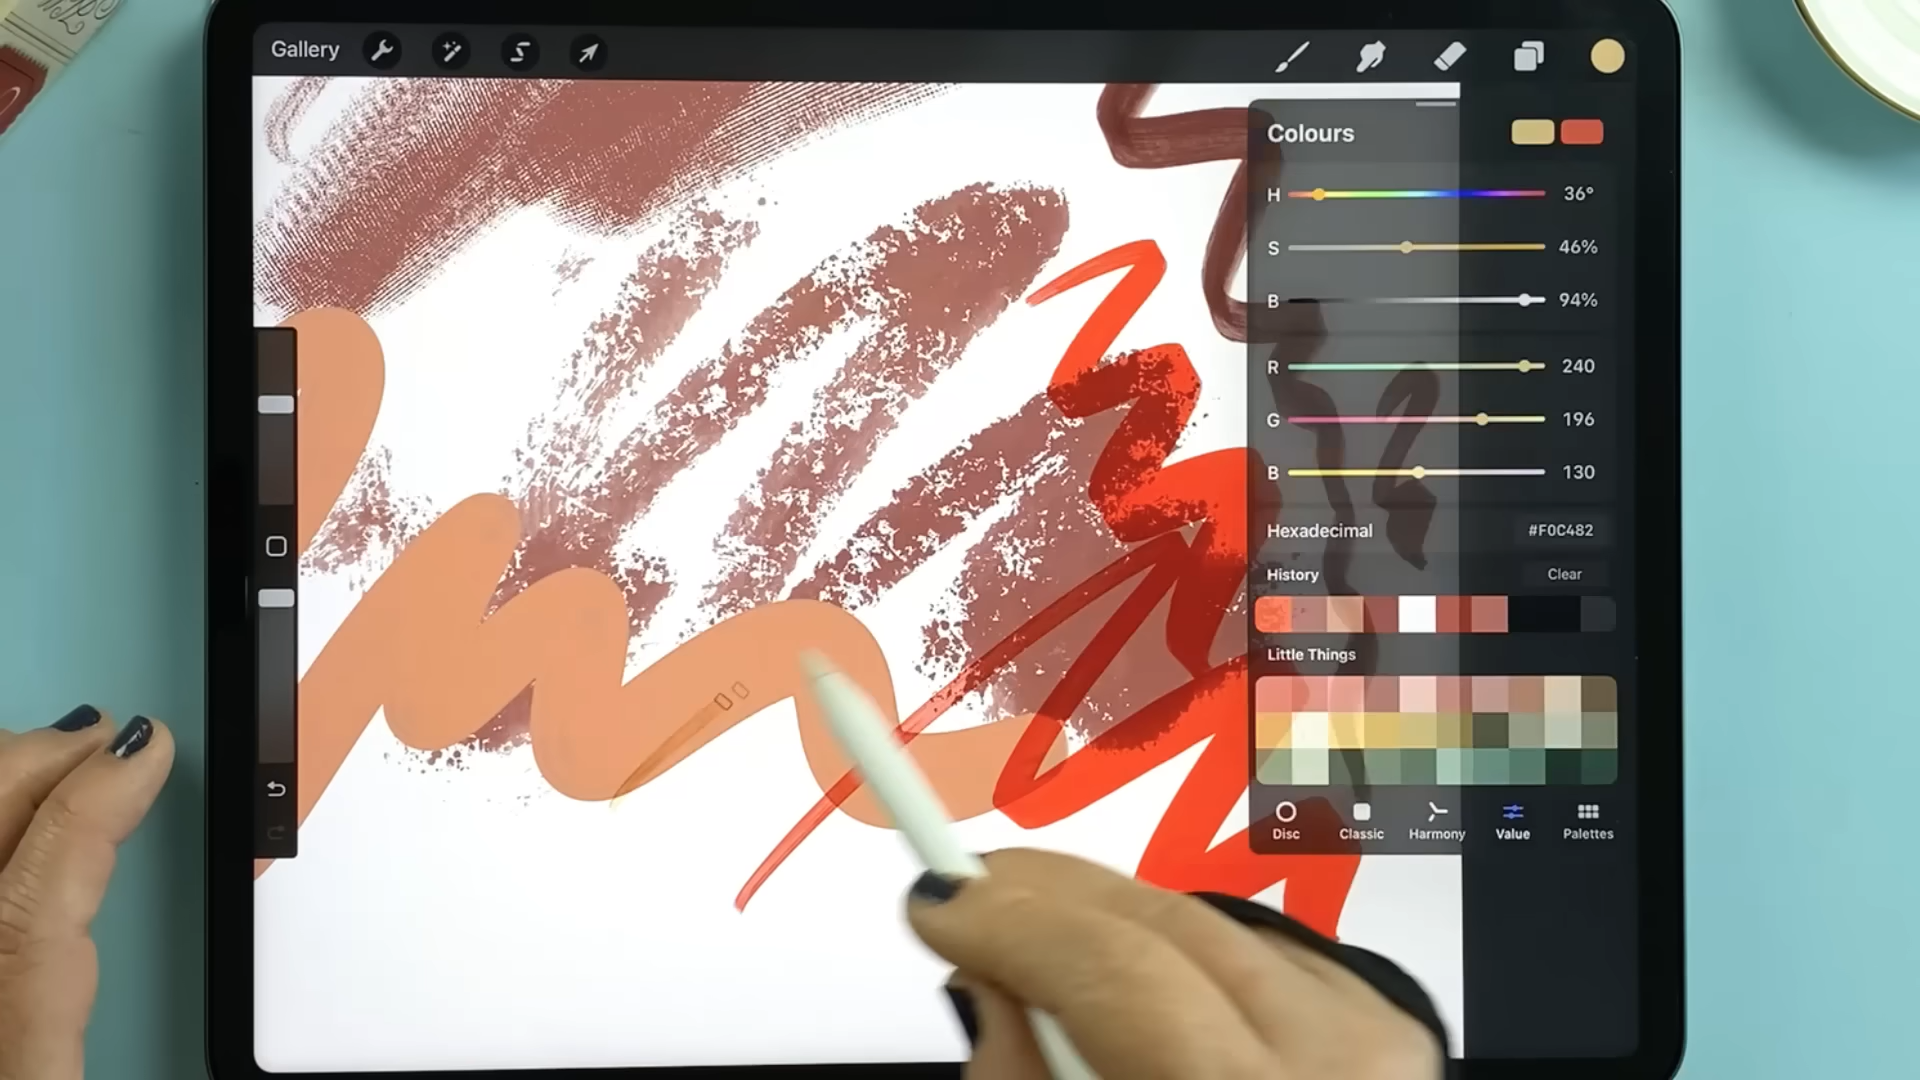 Gallery
Colours
H 36°
S 46%
B 94%
R 240
G 196
B 130
Hexadecimal #F0C482
History Clear
Little Things
Disc Classic Harmony Value Palettes